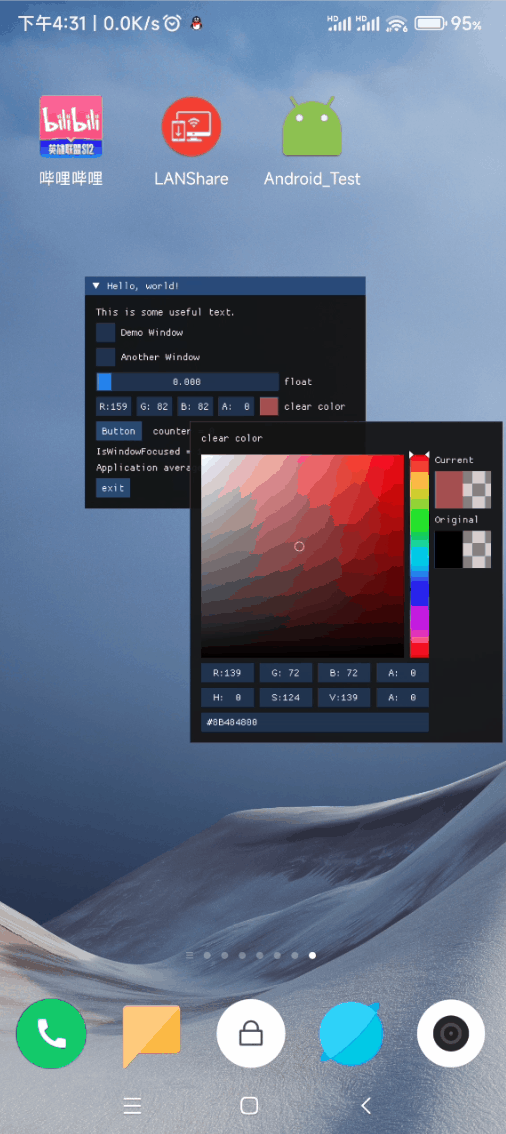 下午4:31 | 0.0K/s
HD HD 95%
bilibili
英雄联盟S12
哔哩哔哩 LANShare Android_Test
▼ Hello, world!
This is some useful text.
Demo Window
Another Window
0.000 float
R:159 G: 82 B: 82 A: 0 clear color
Button counter
IsWindowFocused =
Application avera
exit
clear color
Current
Original
R:139 G: 72 B: 72 A: 0
H: 0 S:124 V:139 A: 0
#8B484800